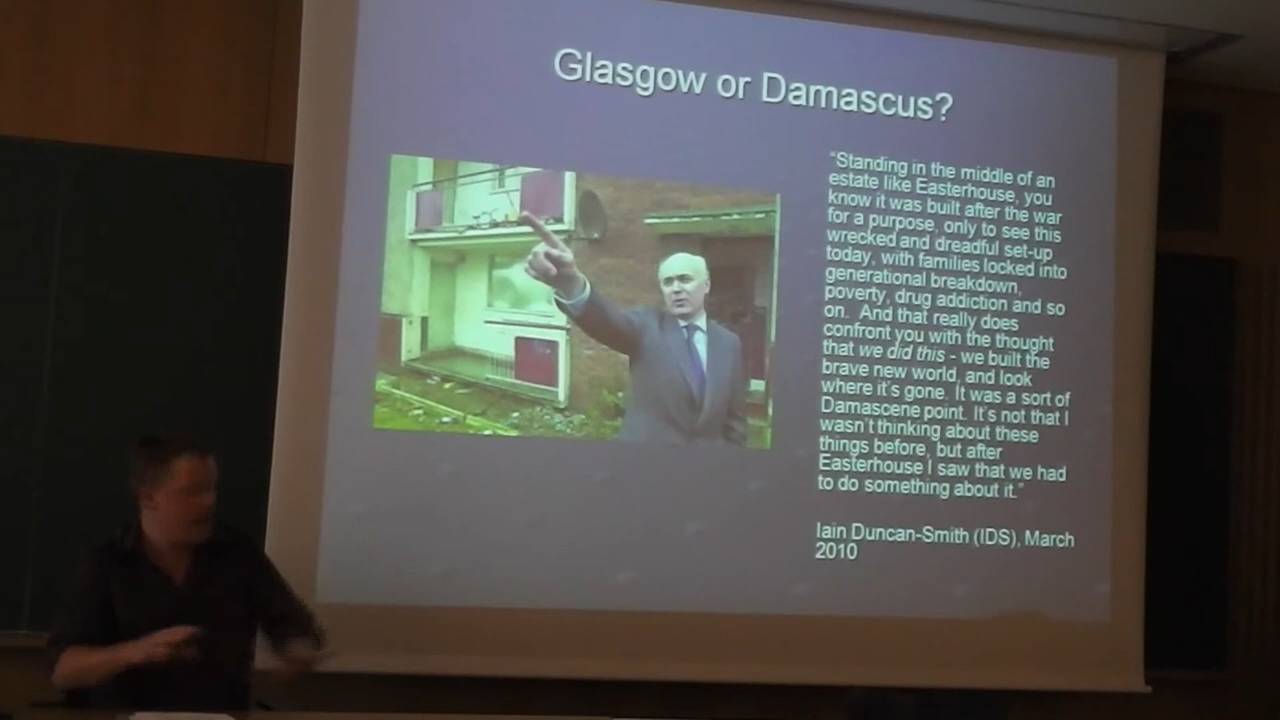 Glasgow or Damascus?
“Standing in the middle of an
estate like Easterhouse, you
know it was built after the war
for a purpose, only to see this
wrecked and dreadful set-up
today, with families locked into
generational breakdown,
poverty, drug addiction and so
on.  And that really does
confront you with the thought
that we did this - we built the
brave new world, and look
where it’s gone. It was a sort of
Damascene point. It’s not that I
wasn’t thinking about these
things before, but after
Easterhouse I saw that we had
to do something about it.”
Iain Duncan-Smith (IDS), March
2010